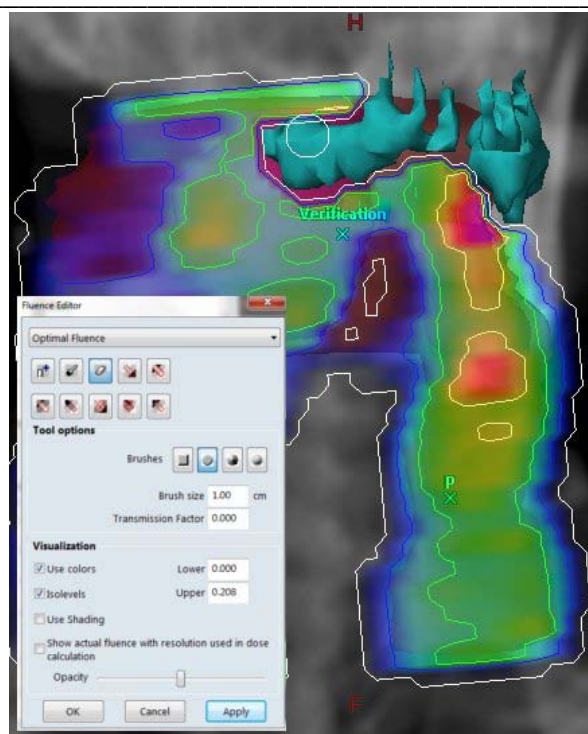 H
Verification
Fluence Editor
Optimal Fluence
Tool options
Brushes
Brush size 1.00 cm
Transmission Factor 0.000
Visualization
Use colors Lower 0.000
Isolevels Upper 0.208
Use Shading
Show actual fluence with resolution used in dose
calculation
Opacity
OK Cancel Apply
p
F